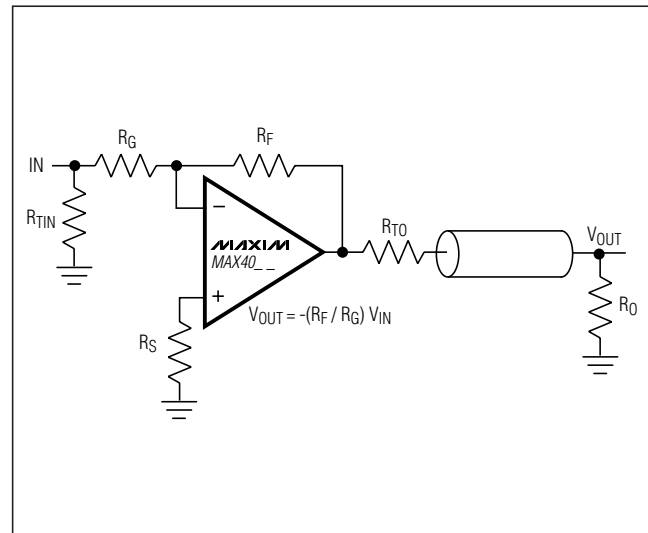 IN
R_G
R_F
R_TIN
−
MAXIM
MAX40_ _
+
R_S
V_OUT = -(R_F / R_G) V_IN
R_TO
V_OUT
R_O